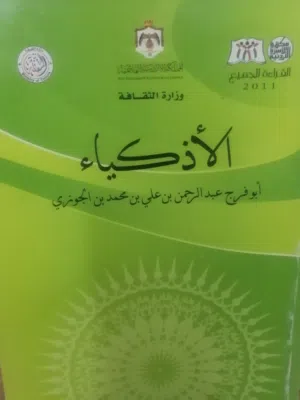 القراءة للجميع
2011
وزارة الثقافة
الأذكياء
أبو فرج عبد الرحمن بن علي بن محمد بن الجوزي